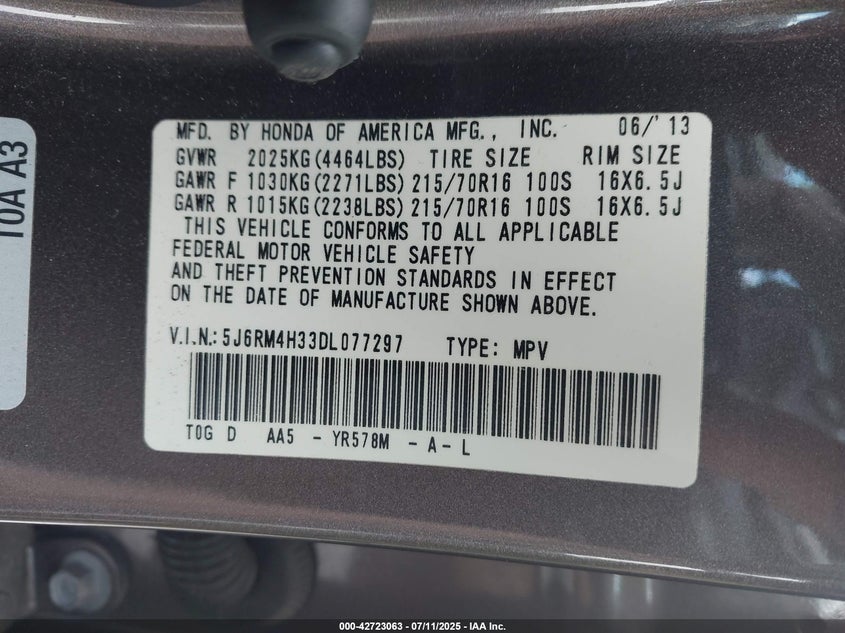 MFD. BY HONDA OF AMERICA MFG., INC. 06/'13
GVWR 2025KG(4464LBS) TIRE SIZE RIM SIZE
GAWR F 1030KG(2271LBS) 215/70R16 100S 16X6.5J
GAWR R 1015KG(2238LBS) 215/70R16 100S 16X6.5J
THIS VEHICLE CONFORMS TO ALL APPLICABLE
FEDERAL MOTOR VEHICLE SAFETY
AND THEFT PREVENTION STANDARDS IN EFFECT
ON THE DATE OF MANUFACTURE SHOWN ABOVE.
V.I.N.: 5J6RM4H33DL077297 TYPE: MPV
T0G D AA5 - YR578M - A - L
T0A A3
000-42723063 - 07/11/2025 - IAA Inc.